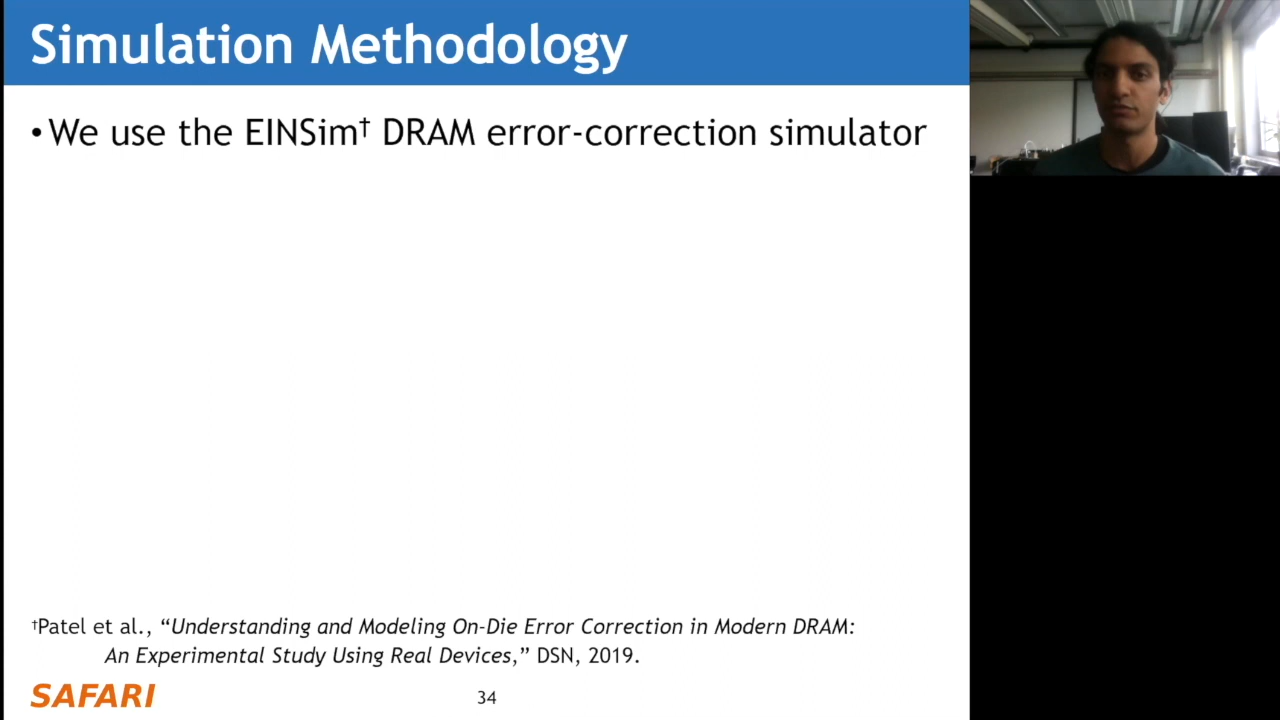 Simulation Methodology
•We use the EINSim† DRAM error-correction simulator
†Patel et al., “Understanding and Modeling On-Die Error Correction in Modern DRAM:
An Experimental Study Using Real Devices,” DSN, 2019.
SAFARI
34